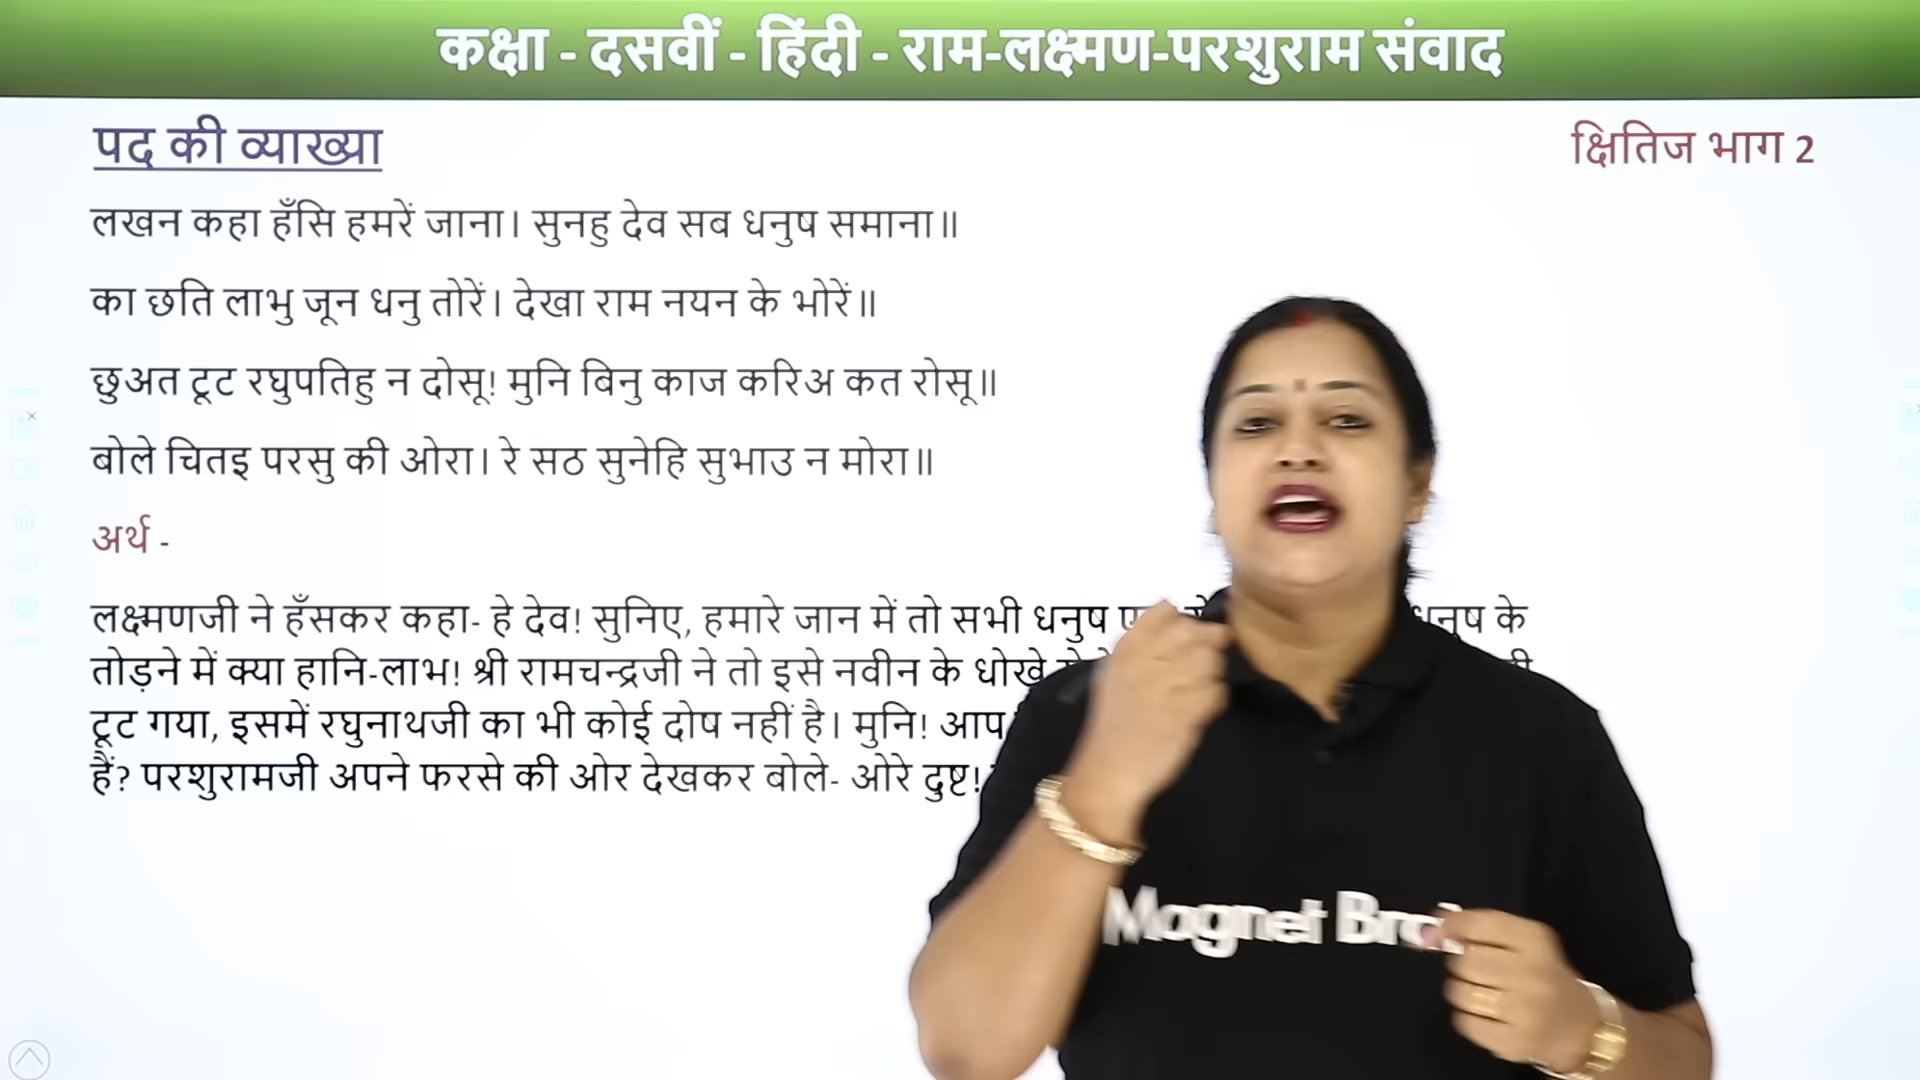 कक्षा - दसवीं - हिंदी - राम-लक्ष्मण-परशुराम संवाद
पद की व्याख्या
क्षितिज भाग 2
लखन कहा हँसि हमरें जाना। सुनहु देव सब धनुष समाना॥
का छति लाभु जून धनु तोरें। देखा राम नयन के भोरें॥
छुअत टूट रघुपतिहु न दोसू! मुनि बिनु काज करिअ कत रोसू॥
बोले चितइ परसु की ओरा। रे सठ सुनेहि सुभाउ न मोरा॥
अर्थ -
लक्ष्मणजी ने हँसकर कहा- हे देव! सुनिए, हमारे जान में तो सभी धनुष धनुष के
तोड़ने में क्या हानि-लाभ! श्री रामचन्द्रजी ने तो इसे नवीन के धोखे
टूट गया, इसमें रघुनाथजी का भी कोई दोष नहीं है। मुनि! आप
हैं? परशुरामजी अपने फरसे की ओर देखकर बोले- ओरे दुष्ट!
Magnet